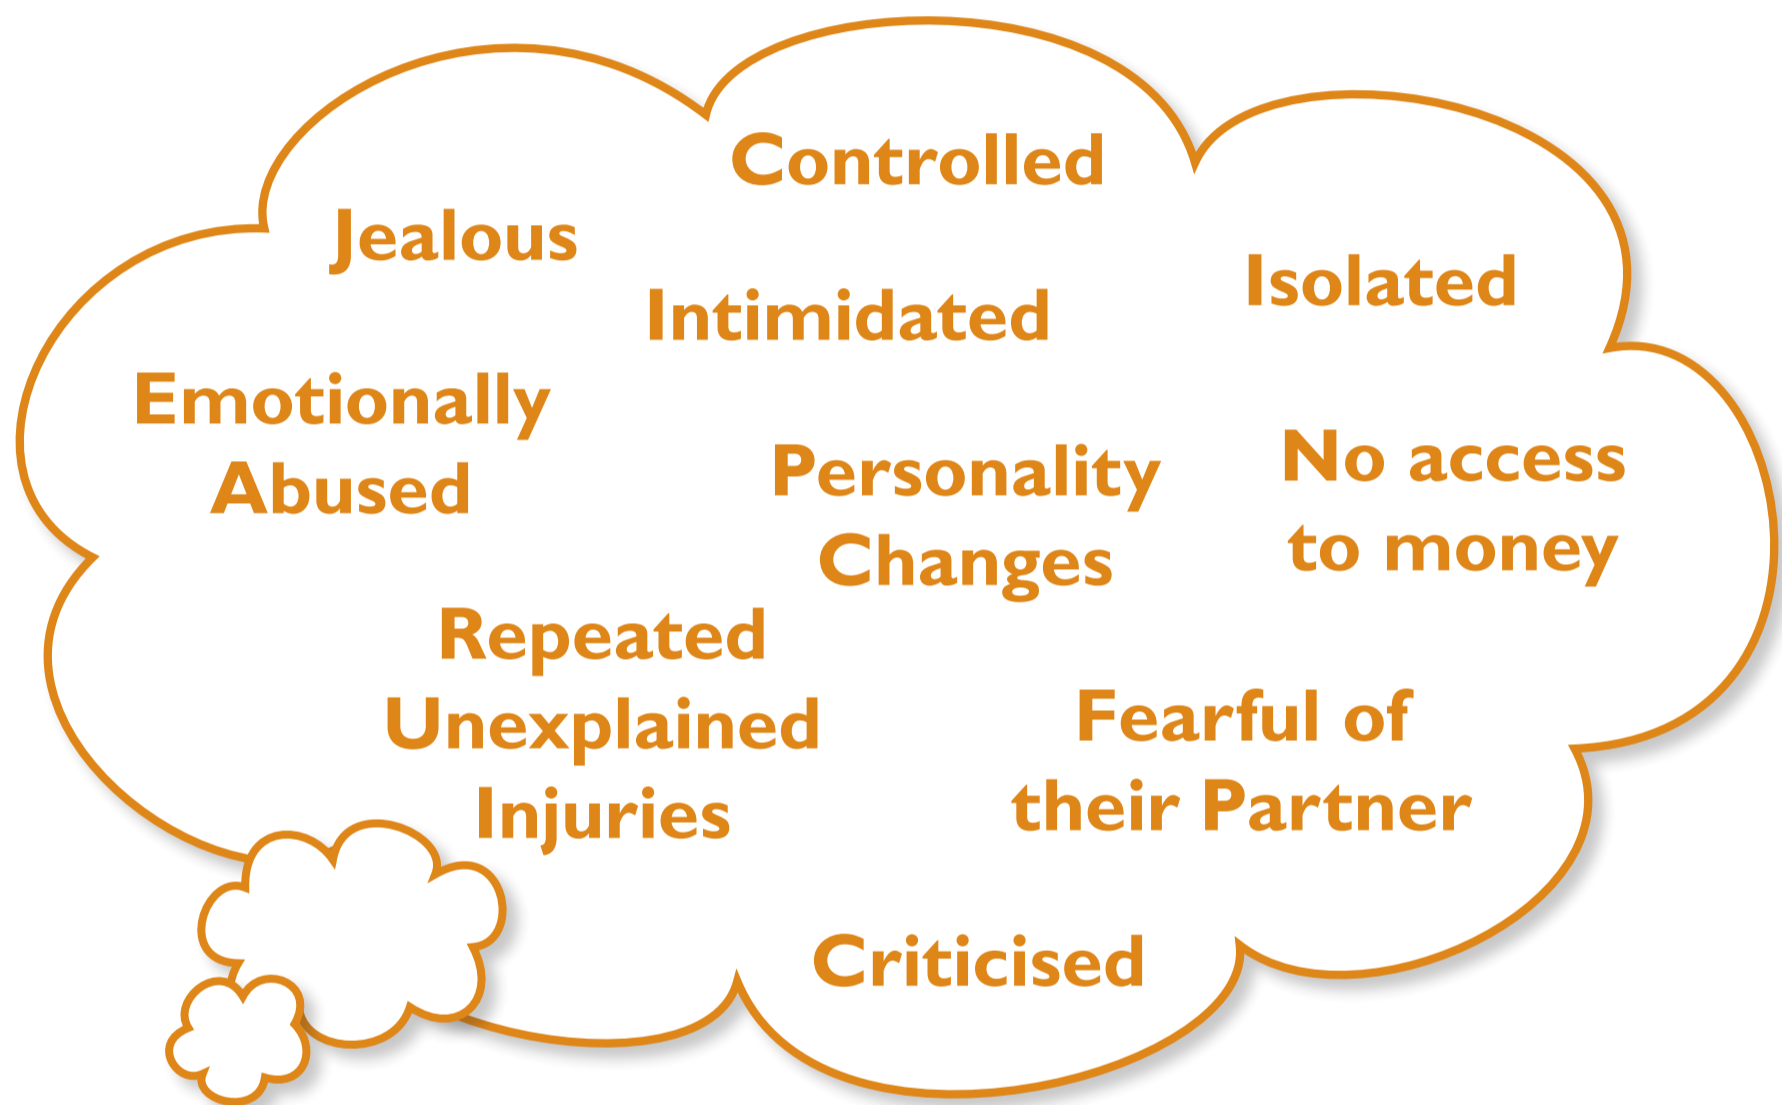 Controlled
Jealous
Isolated
Intimidated
Emotionally
Abused
Personality
Changes
No access
to money
Repeated
Unexplained
Injuries
Fearful of
their Partner
Criticised